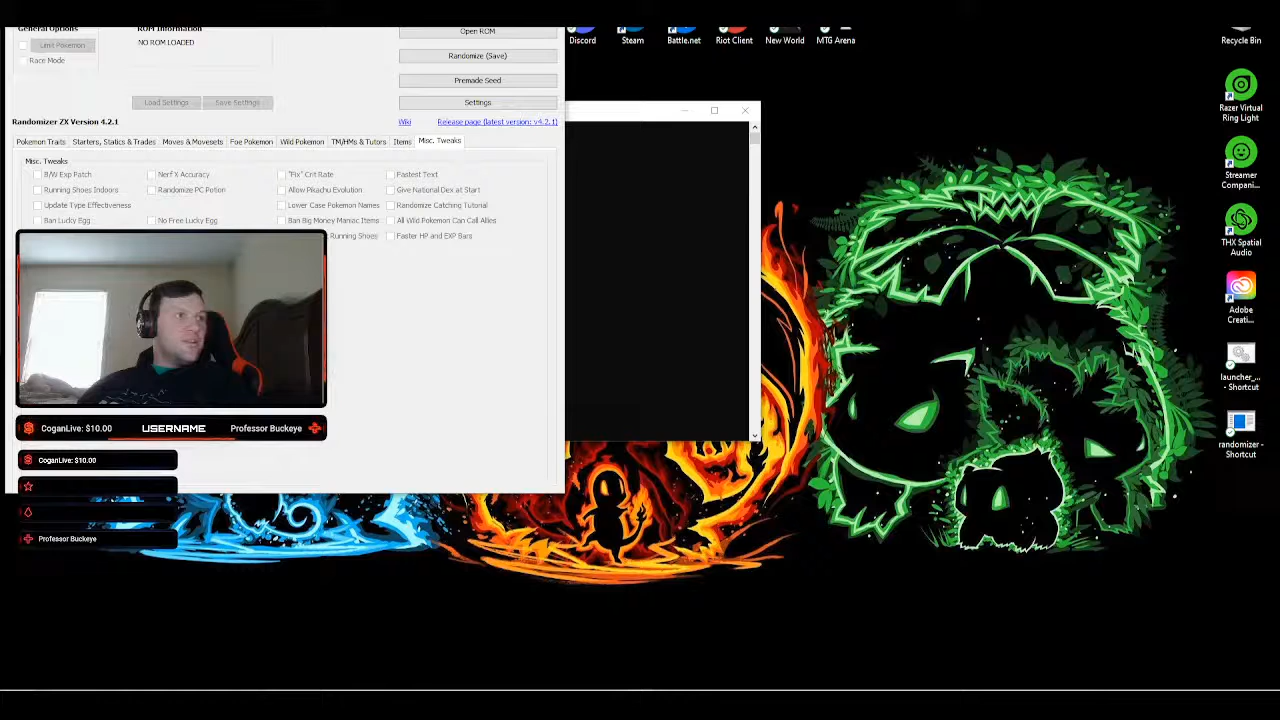 General Options
ROM Information
Limit Pokemon
NO ROM LOADED
Race Mode
Open ROM
Randomize (Save)
Premade Seed
Load Settings
Save Settings
Settings
Randomizer ZX Version 4.2.1
Wiki
Release page (latest version: v4.2.1)
Pokemon Traits
Starters, Statics & Trades
Moves & Movesets
Foe Pokemon
Wild Pokemon
TM/HMs & Tutors
Items
Misc. Tweaks
Misc. Tweaks
B/W Exp Patch
Nerf X Accuracy
"Fix" Crit Rate
Fastest Text
Running Shoes Indoors
Randomize PC Potion
Allow Pikachu Evolution
Give National Dex at Start
Update Type Effectiveness
Lower Case Pokemon Names
Randomize Catching Tutorial
Ban Lucky Egg
No Free Lucky Egg
Ban Big Money Maniac Items
All Wild Pokemon Can Call Allies
Running Shoes
Faster HP and EXP Bars
CoganLive: $10.00
USERNAME
Professor Buckeye
CoganLive: $10.00
Professor Buckeye
Discord
Steam
Battle.net
Riot Client
New World
MTG Arena
Recycle Bin
Razer Virtual
Ring Light
Streamer
Compani...
THX Spatial
Audio
Adobe
Creati...
launcher_...
- Shortcut
randomizer -
Shortcut